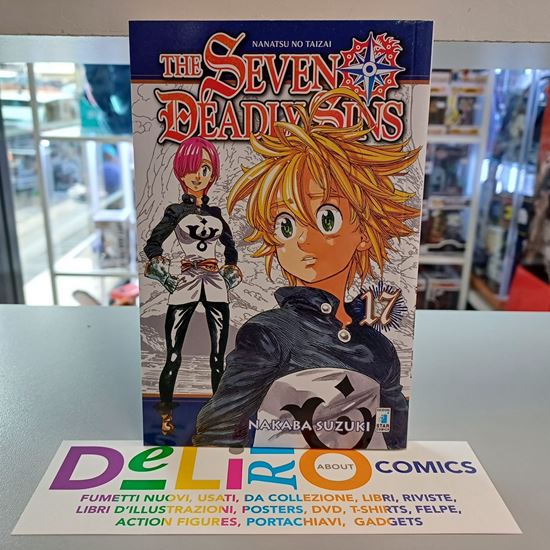 NANATSU NO TAIZAI
THE SEVEN
DEADLY SINS
17
NAKABA SUZUKI
STAR
COMICS
DeLiRiO
ABOUT
COMICS
FUMETTI NUOVI, USATI, DA COLLEZIONE, LIBRI, RIVISTE,
LIBRI D'ILLUSTRAZIONI, POSTERS, DVD, T-SHIRTS, FELPE,
ACTION FIGURES, PORTACHIAVI, GADGETS